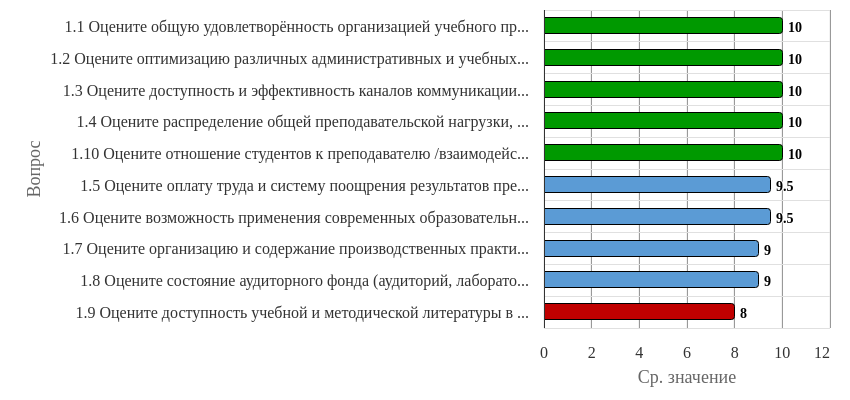 1.1 Оцените общую удовлетворённость организацией учебного пр... 10
1.2 Оцените оптимизацию различных административных и учебных... 10
1.3 Оцените доступность и эффективность каналов коммуникации... 10
1.4 Оцените распределение общей преподавательской нагрузки, ... 10
1.10 Оцените отношение студентов к преподавателю /взаимодейс... 10
1.5 Оцените оплату труда и систему поощрения результатов пре... 9.5
1.6 Оцените возможность применения современных образовательн... 9.5
1.7 Оцените организацию и содержание производственных практи... 9
1.8 Оцените состояние аудиторного фонда (аудиторий, лаборато... 9
1.9 Оцените доступность учебной и методической литературы в ... 8
Вопрос
0 2 4 6 8 10 12
Ср. значение